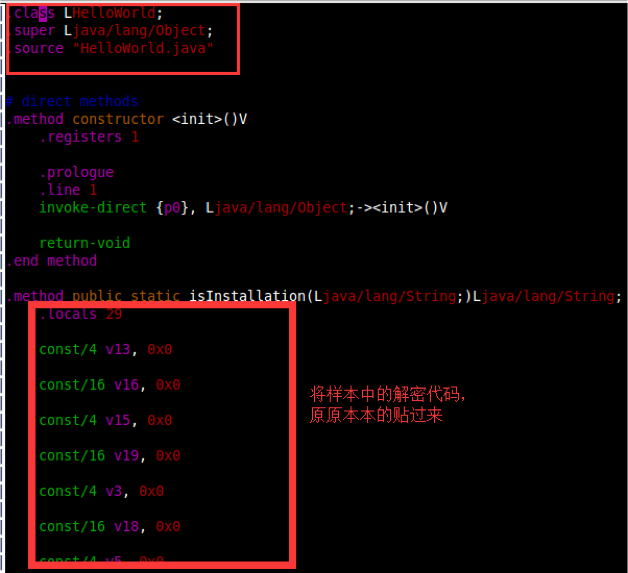 .class LHelloWorld;
.super Ljava/lang/Object;
.source "HelloWorld.java"
# direct methods
.method constructor <init>()V
.registers 1
.prologue
.line 1
invoke-direct {p0}, Ljava/lang/Object;-><init>()V
return-void
.end method
.method public static isInstallation(Ljava/lang/String;)Ljava/lang/String;
.locals 29
const/4 v13, 0x0
const/16 v16, 0x0
const/4 v15, 0x0
const/16 v19, 0x0
const/4 v3, 0x0
const/16 v18, 0x0
const/4 v5, 0x0
将样本中的解密代码，
原原本本的贴过来